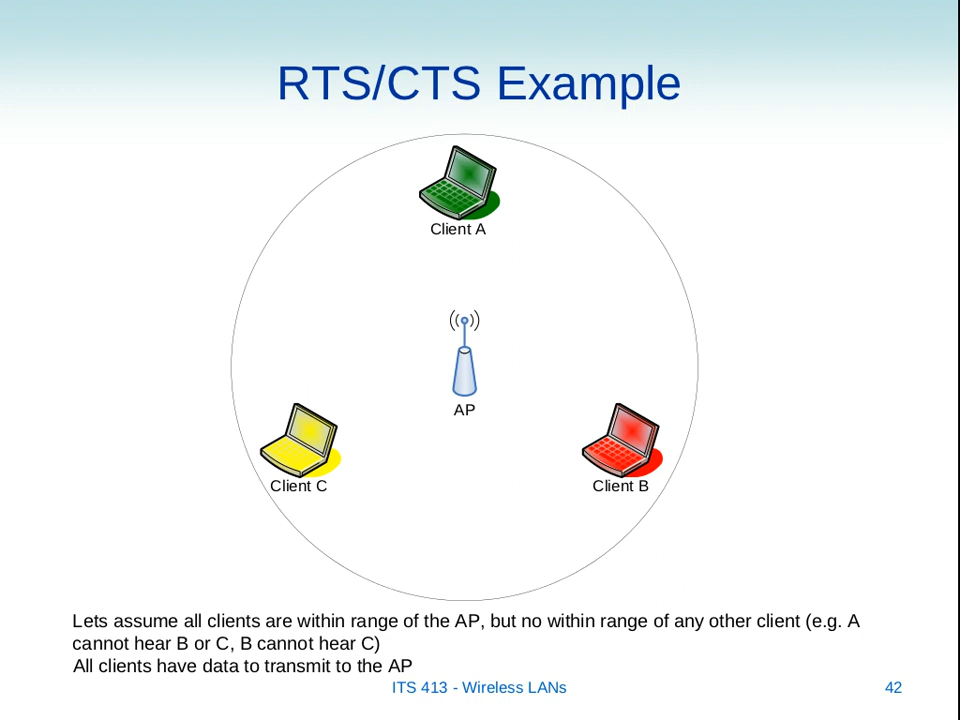 RTS/CTS Example
Client A
AP
Client C
Client B
Lets assume all clients are within range of the AP, but no within range of any other client (e.g. A
cannot hear B or C, B cannot hear C)
All clients have data to transmit to the AP
ITS 413 - Wireless LANs
42